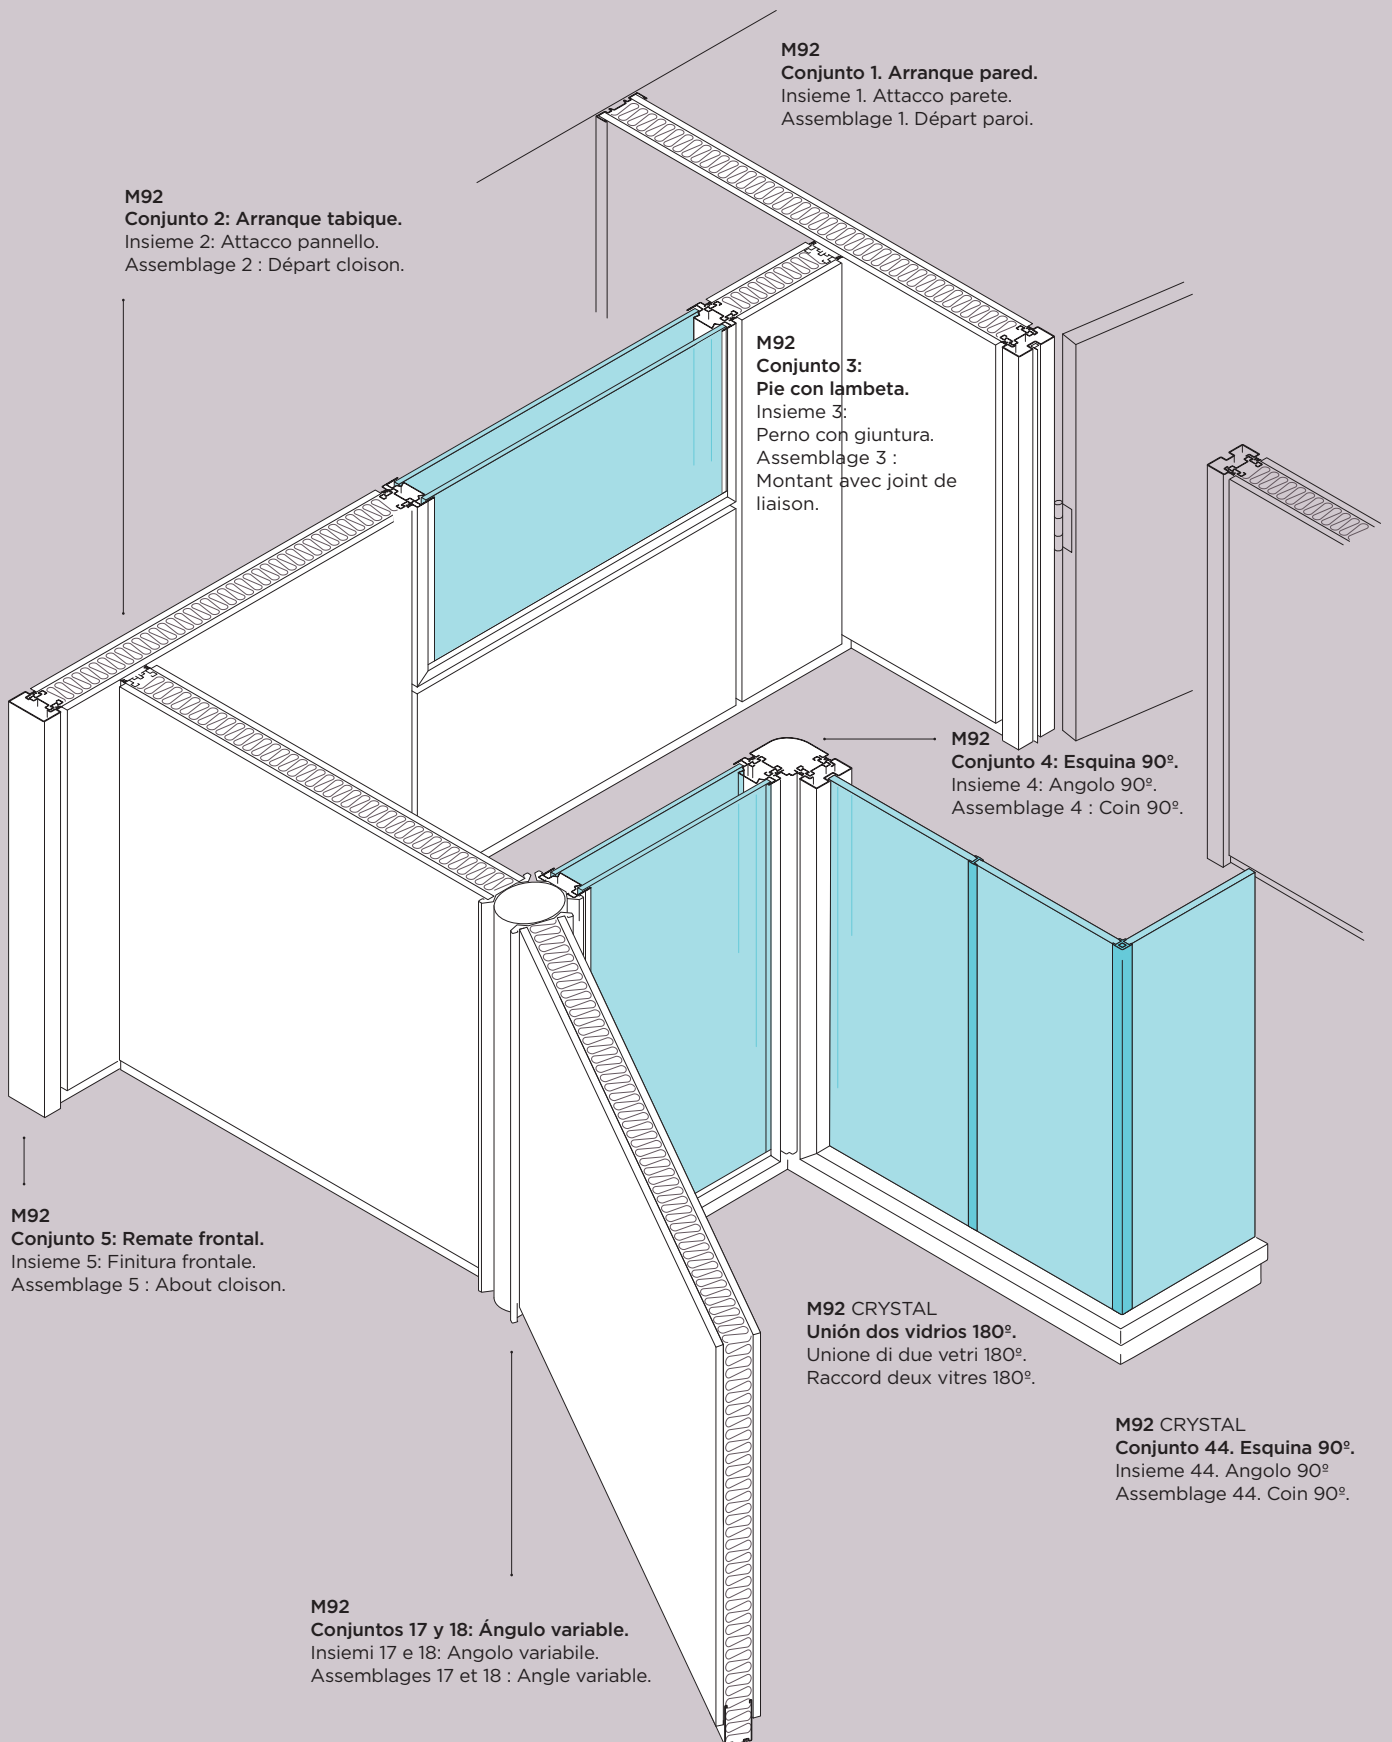 M92
Conjunto 1. Arranque pared.
Insieme 1. Attacco parete.
Assemblage 1. Départ paroi.
M92
Conjunto 2: Arranque tabique.
Insieme 2: Attacco pannello.
Assemblage 2 : Départ cloison.
M92
Conjunto 3:
Pie con lambeta.
Insieme 3:
Perno con giuntura.
Assemblage 3 :
Montant avec joint de
liaison.
M92
Conjunto 4: Esquina 90º.
Insieme 4: Angolo 90º.
Assemblage 4 : Coin 90º.
M92
Conjunto 5: Remate frontal.
Insieme 5: Finitura frontale.
Assemblage 5 : About cloison.
M92 CRYSTAL
Unión dos vidrios 180º.
Unione di due vetri 180º.
Raccord deux vitres 180º.
M92 CRYSTAL
Conjunto 44. Esquina 90º.
Insieme 44. Angolo 90º
Assemblage 44. Coin 90º.
M92
Conjuntos 17 y 18: Ángulo variable.
Insiemi 17 e 18: Angolo variabile.
Assemblages 17 et 18 : Angle variable.